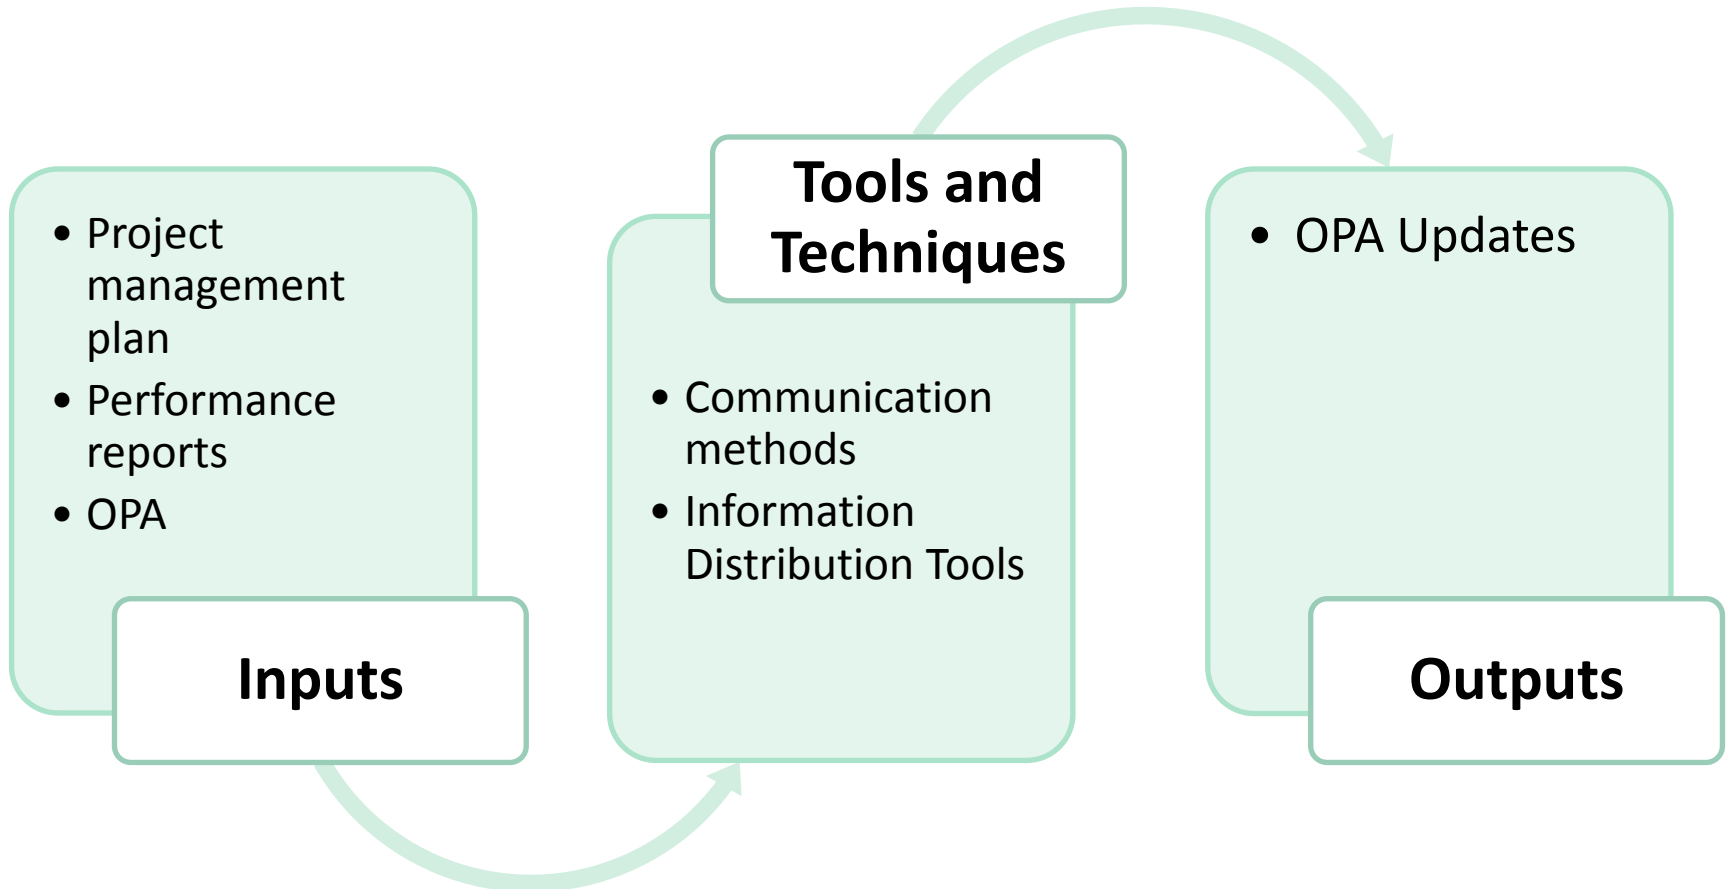 • Project
management
plan
• Performance
reports
• OPA
Inputs
Tools and
Techniques
• Communication
methods
• Information
Distribution Tools
• OPA Updates
Outputs